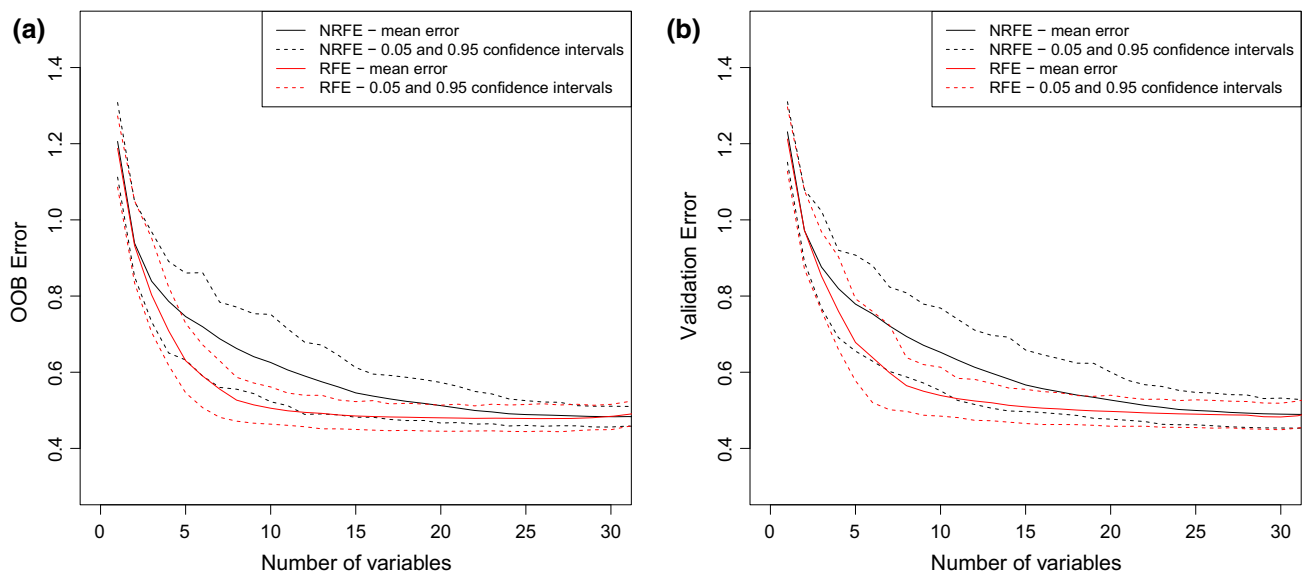 (a)
NRFE − mean error
NRFE − 0.05 and 0.95 confidence intervals
RFE − mean error
RFE − 0.05 and 0.95 confidence intervals
OOB Error
1.4
1.2
1.0
0.8
0.6
0.4
0 5 10 15 20 25 30
Number of variables
(b)
NRFE − mean error
NRFE − 0.05 and 0.95 confidence intervals
RFE − mean error
RFE − 0.05 and 0.95 confidence intervals
Validation Error
1.4
1.2
1.0
0.8
0.6
0.4
0 5 10 15 20 25 30
Number of variables